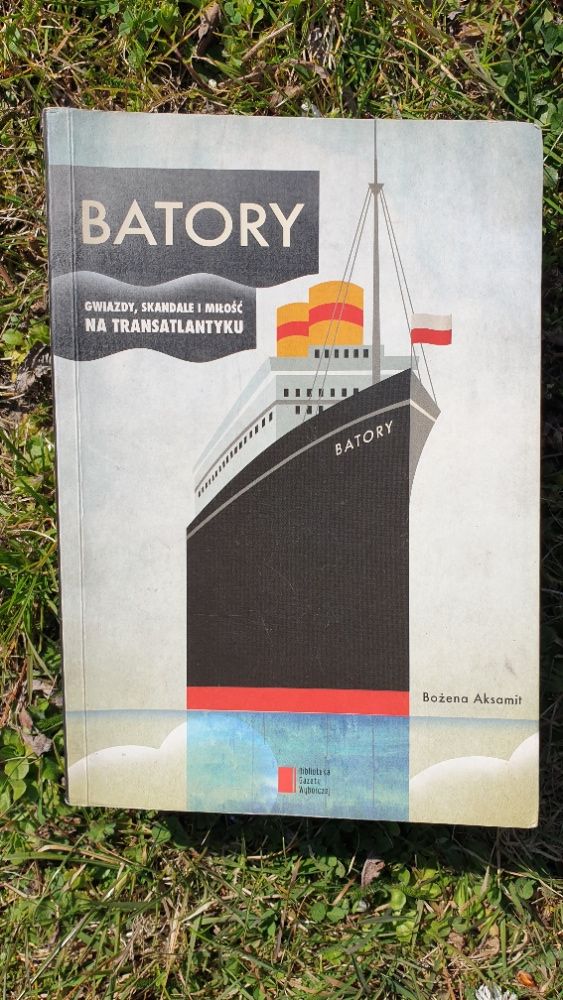 BATORY
GWIAZDY, SKANDALE I MIŁOŚĆ
NA TRANSATLANTYKU
BATORY
Bożena Aksamit
Biblioteka
Gazety
Wyborczej